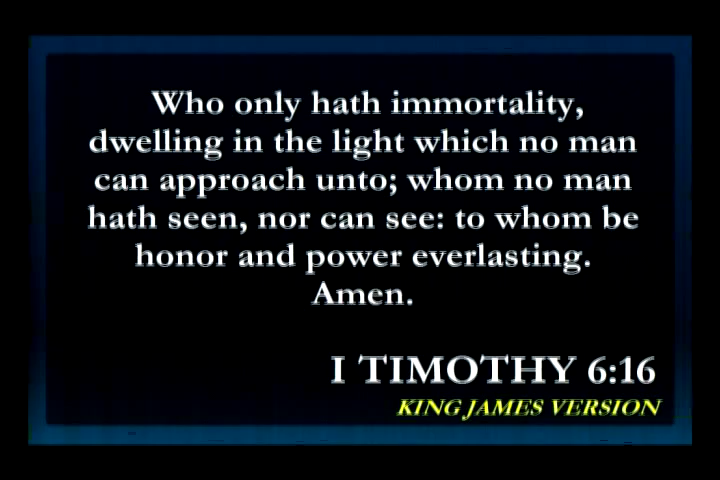 Who only hath immortality,
dwelling in the light which no man
can approach unto; whom no man
hath seen, nor can see: to whom be
honor and power everlasting.
Amen.
I TIMOTHY 6:16
KING JAMES VERSION